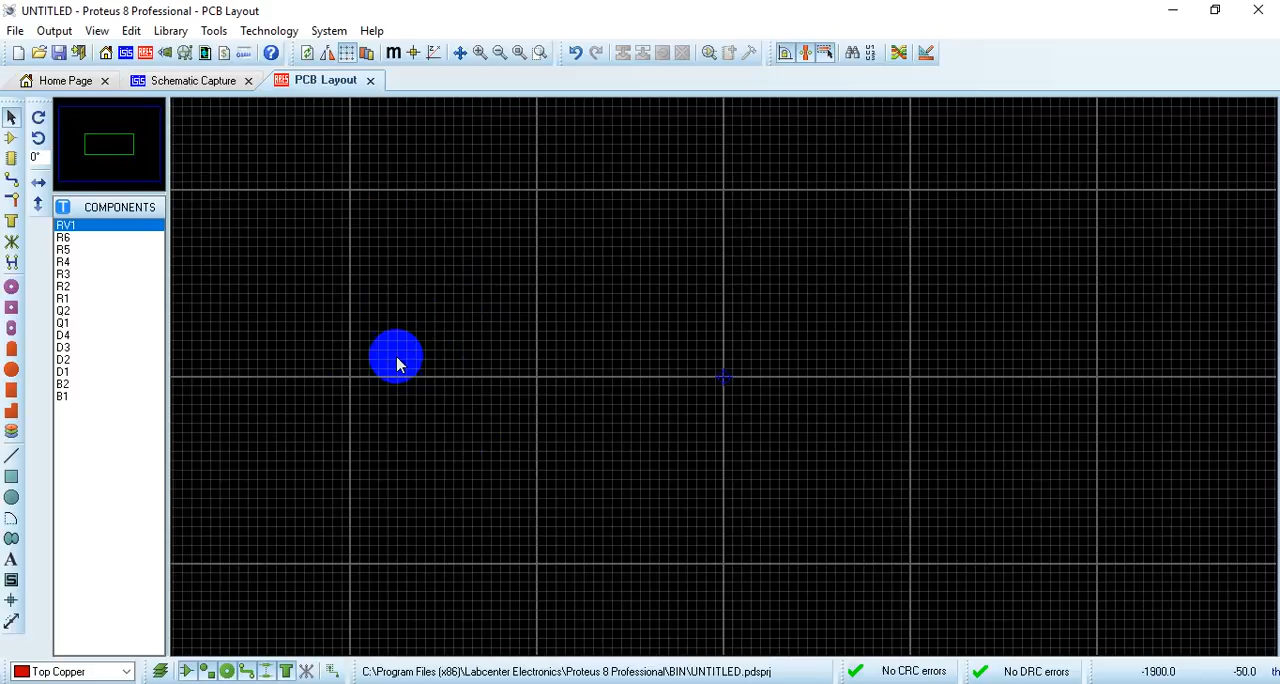 UNTITLED - Proteus 8 Professional - PCB Layout
File Output View Edit Library Tools Technology System Help
Home Page Schematic Capture PCB Layout
0°
COMPONENTS
RV1
R6
R5
R4
R3
R2
R1
Q2
Q1
D4
D3
D2
D1
B2
B1
Top Copper C:\Program Files (x86)\Labcenter Electronics\Proteus 8 Professional\BIN\UNTITLED.pdsprj No CRC errors No DRC errors -1900.0 -50.0 th